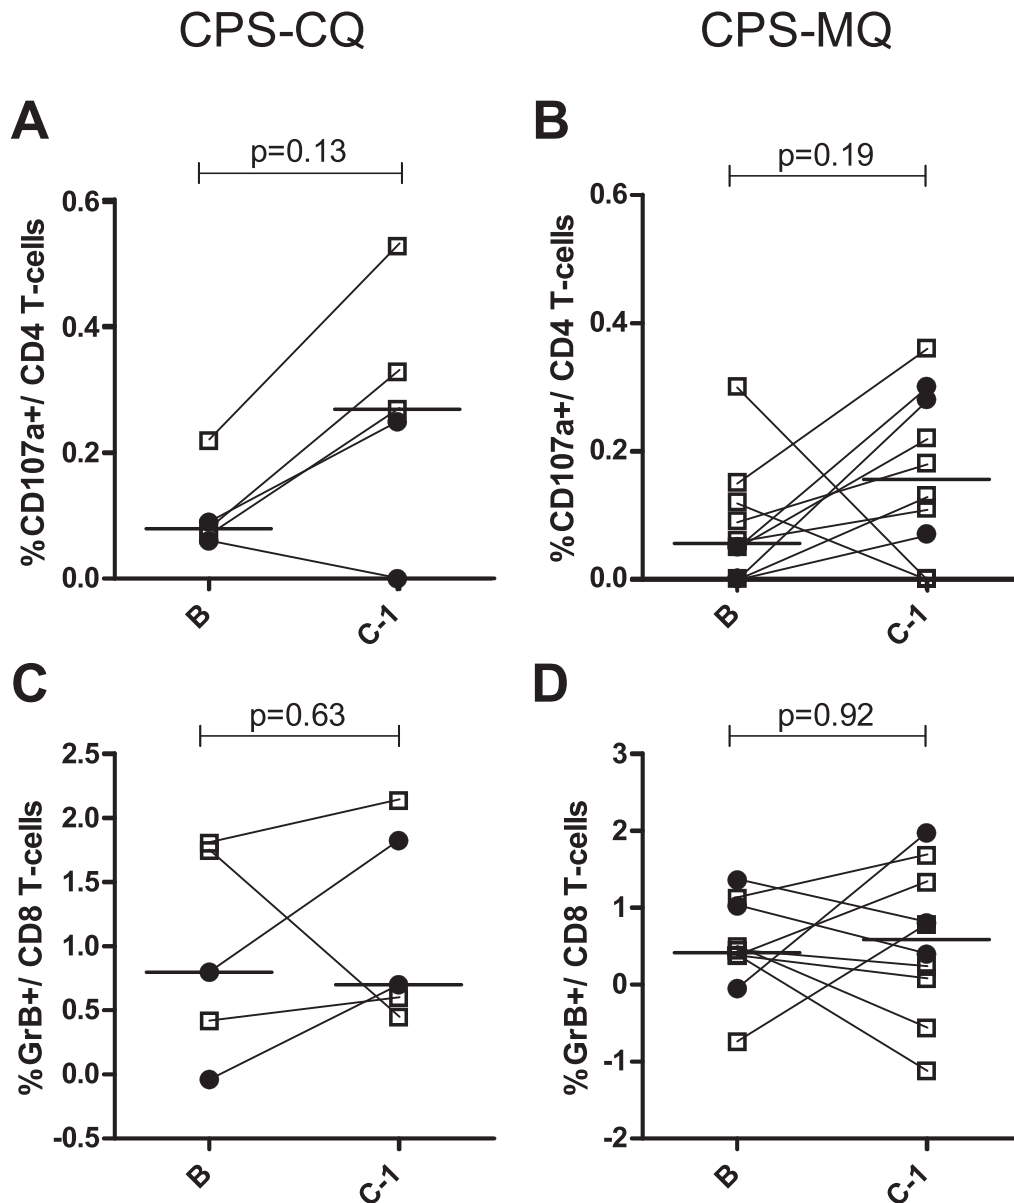 CPS-CQ
CPS-MQ
A
p=0.13
%CD107a+/ CD4 T-cells
0.6
0.4
0.2
0.0
B
C-1
B
p=0.19
%CD107a+/ CD4 T-cells
0.6
0.4
0.2
0.0
B
C-1
C
p=0.63
%GrB+/ CD8 T-cells
2.5
2.0
1.5
1.0
0.5
0.0
-0.5
B
C-1
D
p=0.92
%GrB+/ CD8 T-cells
3
2
1
0
-1
-2
B
C-1